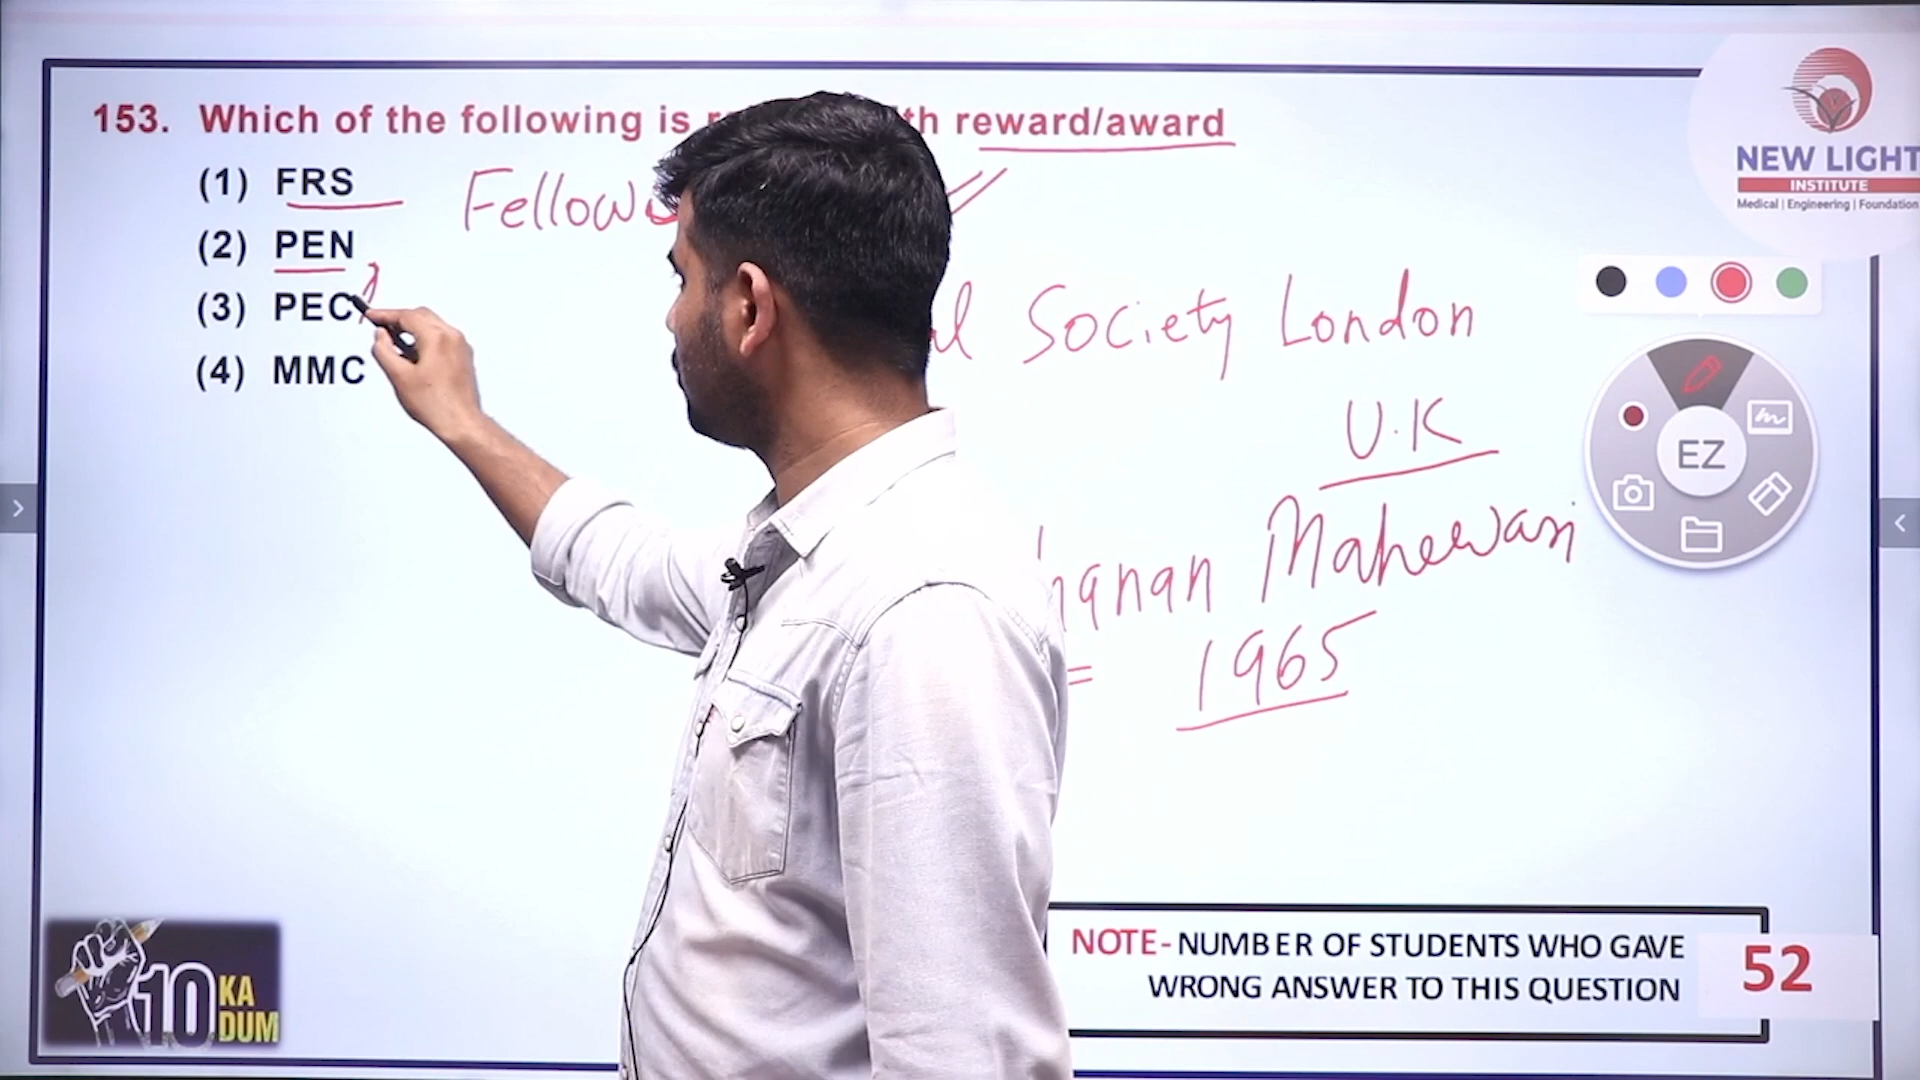 153. Which of the following is th reward/award
(1) FRS
(2) PEN
(3) PEC
(4) MMC
Fellow
Society London
U.K
Mahewari
= 1965
NEW LIGHT
INSTITUTE
Medical | Engineering | Foundation
EZ
10 KA DUM
NOTE- NUMBER OF STUDENTS WHO GAVE
WRONG ANSWER TO THIS QUESTION
52